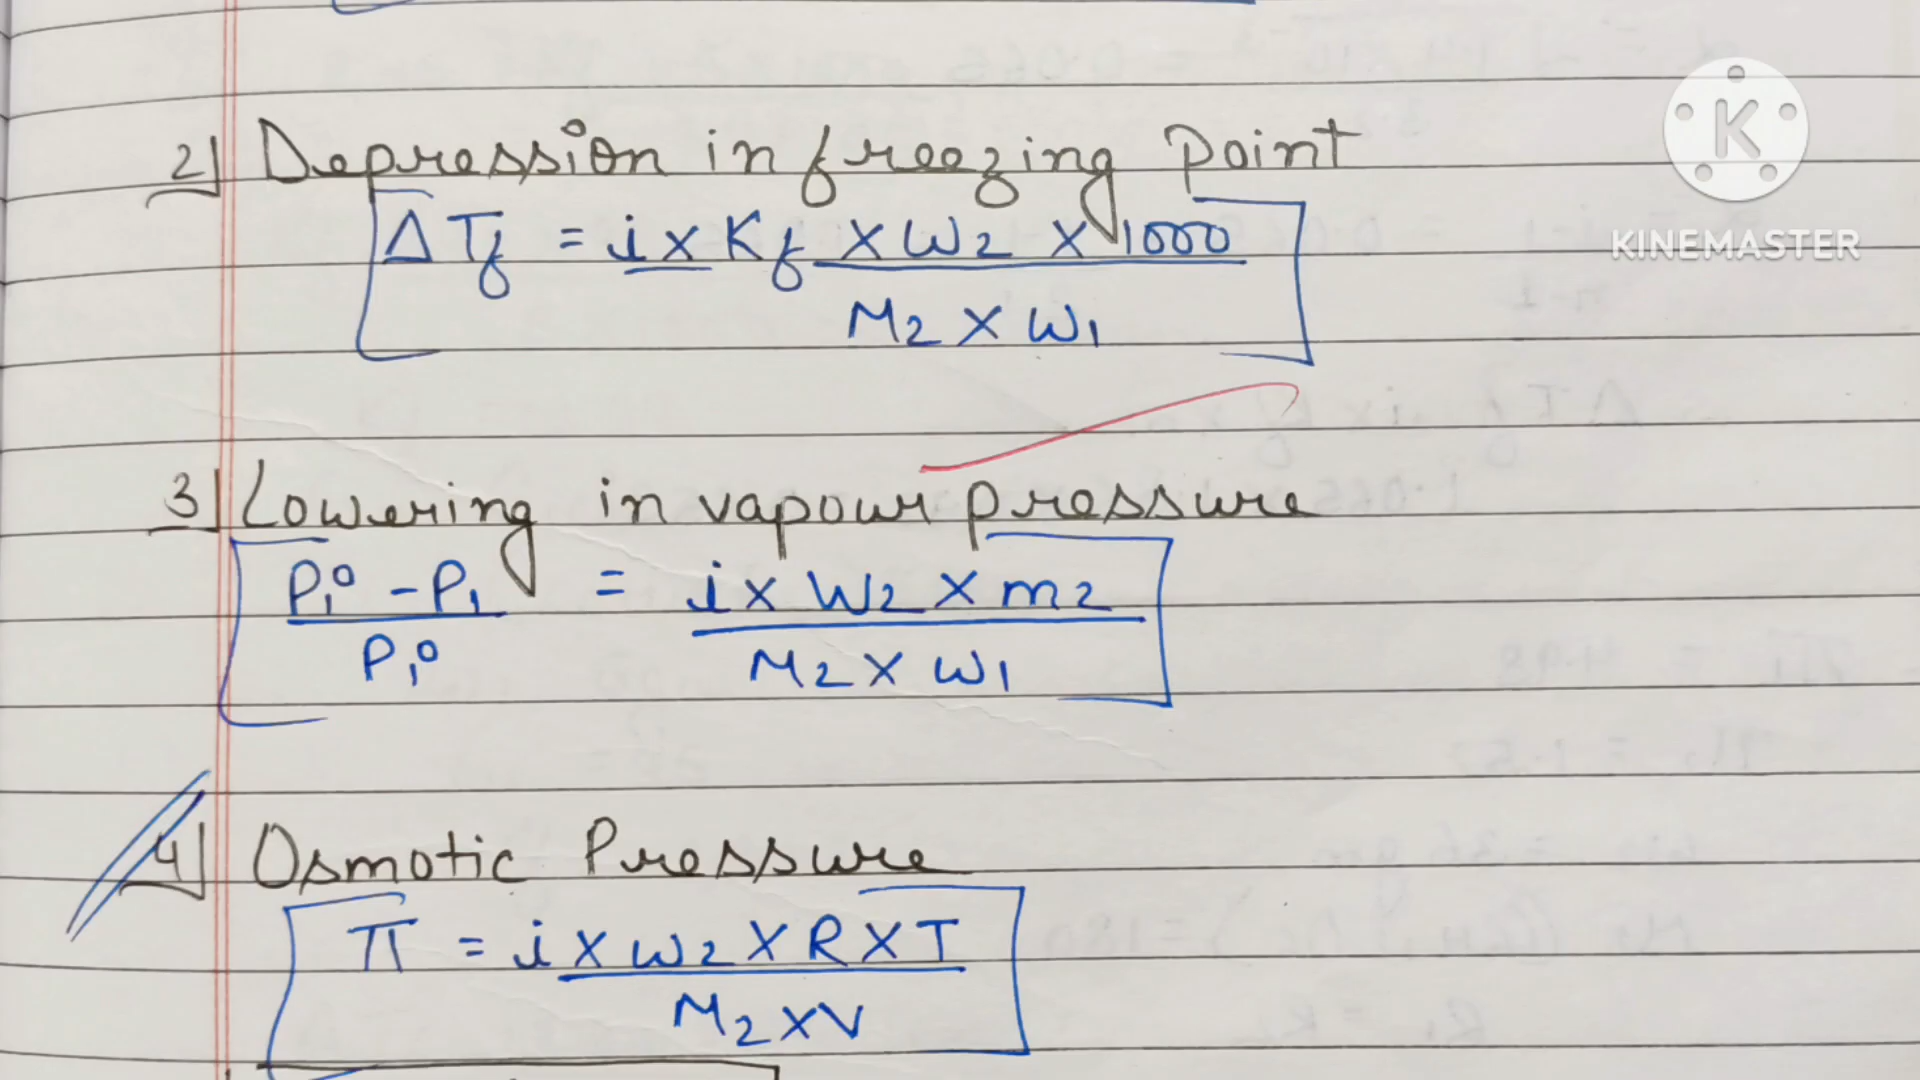 2) Depression in freezing point
ΔTf = i x Kf x W2 x 1000
M2 x W1
3) Lowering in vapour pressure
P1° - P1 = i x W2 x m2
P1° M2 x W1
4) Osmotic Pressure
π = i x W2 x R x T
M2 x V
K
KINEMASTER